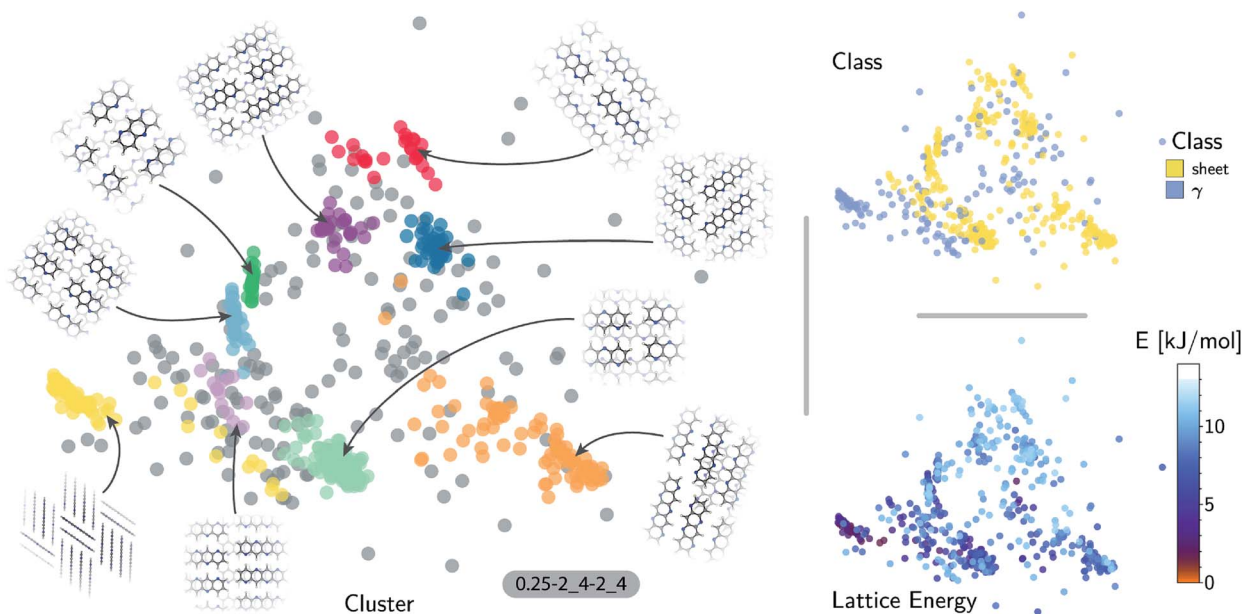 Class
Class
sheet
γ
E [kJ/mol]
10
5
0
0.25-2_4-2_4
Cluster
Lattice Energy